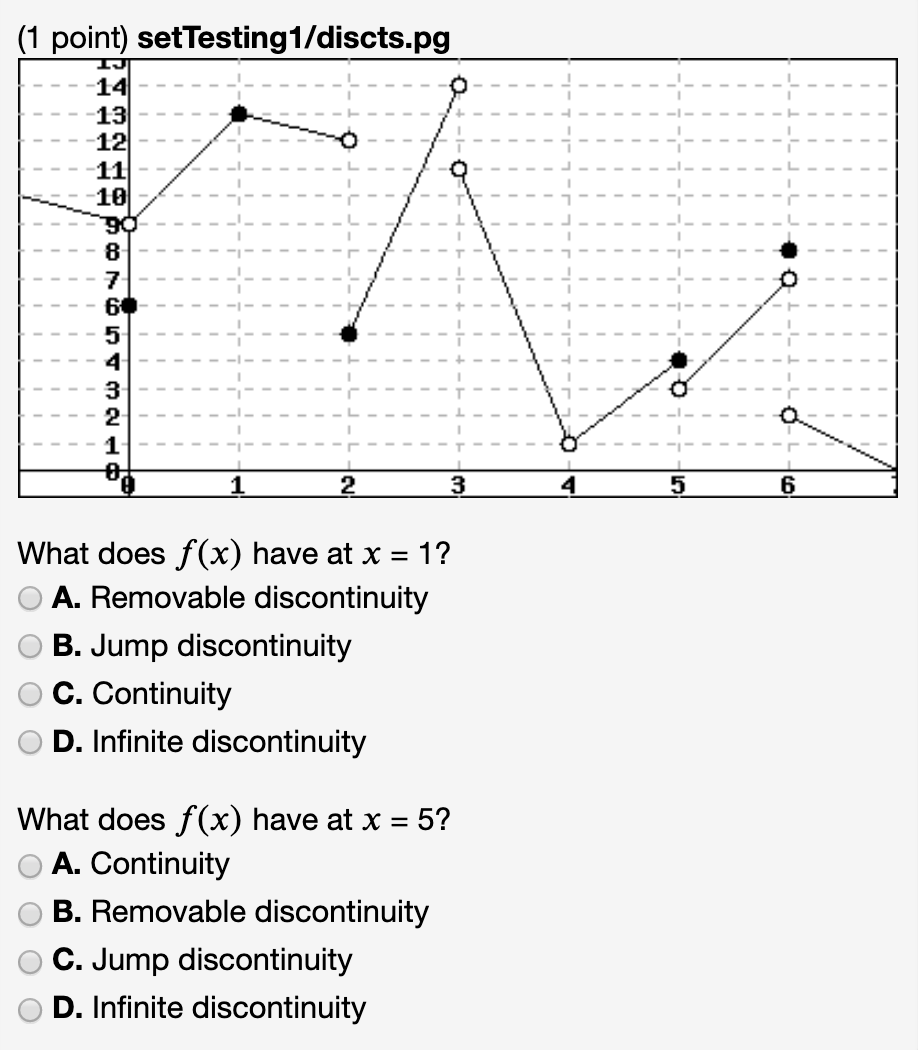 (1 point) setTesting1/discts.pg
15
14
13
12
11
10
9
8
7
6
5
4
3
2
1
0
0 1 2 3 4 5 6
What does f(x) have at x = 1?
A. Removable discontinuity
B. Jump discontinuity
C. Continuity
D. Infinite discontinuity
What does f(x) have at x = 5?
A. Continuity
B. Removable discontinuity
C. Jump discontinuity
D. Infinite discontinuity